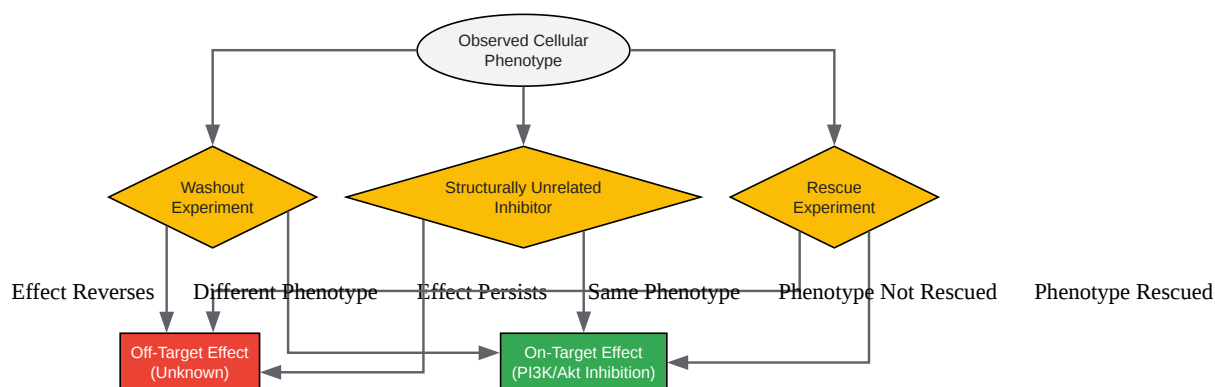 Observed Cellular
Phenotype
Washout
Experiment
Structurally Unrelated
Inhibitor
Rescue
Experiment
Effect Reverses
Different Phenotype
Effect Persists
Same Phenotype
Phenotype Not Rescued
Phenotype Rescued
Off-Target Effect
(Unknown)
On-Target Effect
(PI3K/Akt Inhibition)